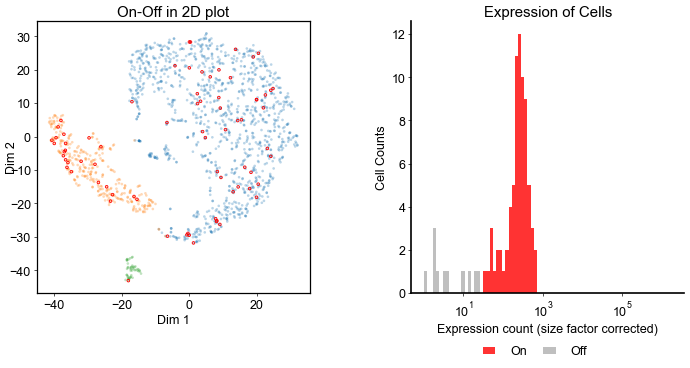 On-Off in 2D plot
30
20
10
0
−10
−20
−30
−40
Dim 2
−40 −20 0 20
Dim 1
Expression of Cells
12
10
8
6
4
2
0
Cell Counts
10^1 10^3 10^5
Expression count (size factor corrected)
On Off